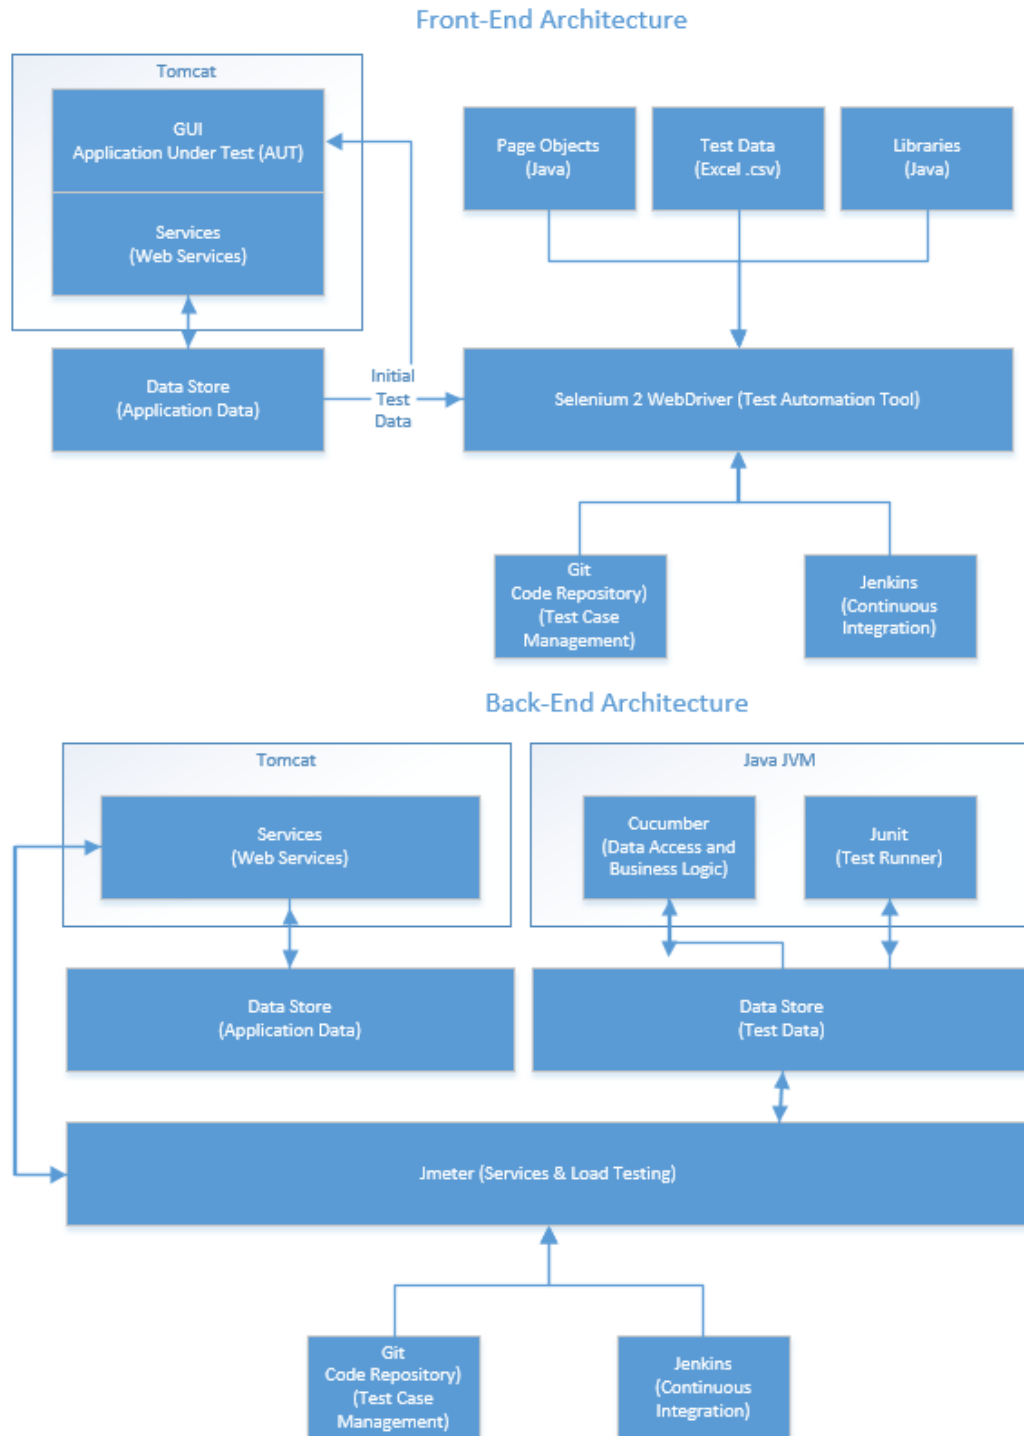 Front-End Architecture
Tomcat
GUI
Application Under Test (AUT)
Services
(Web Services)
Data Store
(Application Data)
Initial
Test
Data
Page Objects
(Java)
Test Data
(Excel .csv)
Libraries
(Java)
Selenium 2 WebDriver (Test Automation Tool)
Git
Code Repository)
(Test Case
Management)
Jenkins
(Continuous
Integration)
Back-End Architecture
Tomcat
Services
(Web Services)
Data Store
(Application Data)
Java JVM
Cucumber
(Data Access and
Business Logic)
Junit
(Test Runner)
Data Store
(Test Data)
Jmeter (Services & Load Testing)
Git
Code Repository)
(Test Case
Management)
Jenkins
(Continuous
Integration)